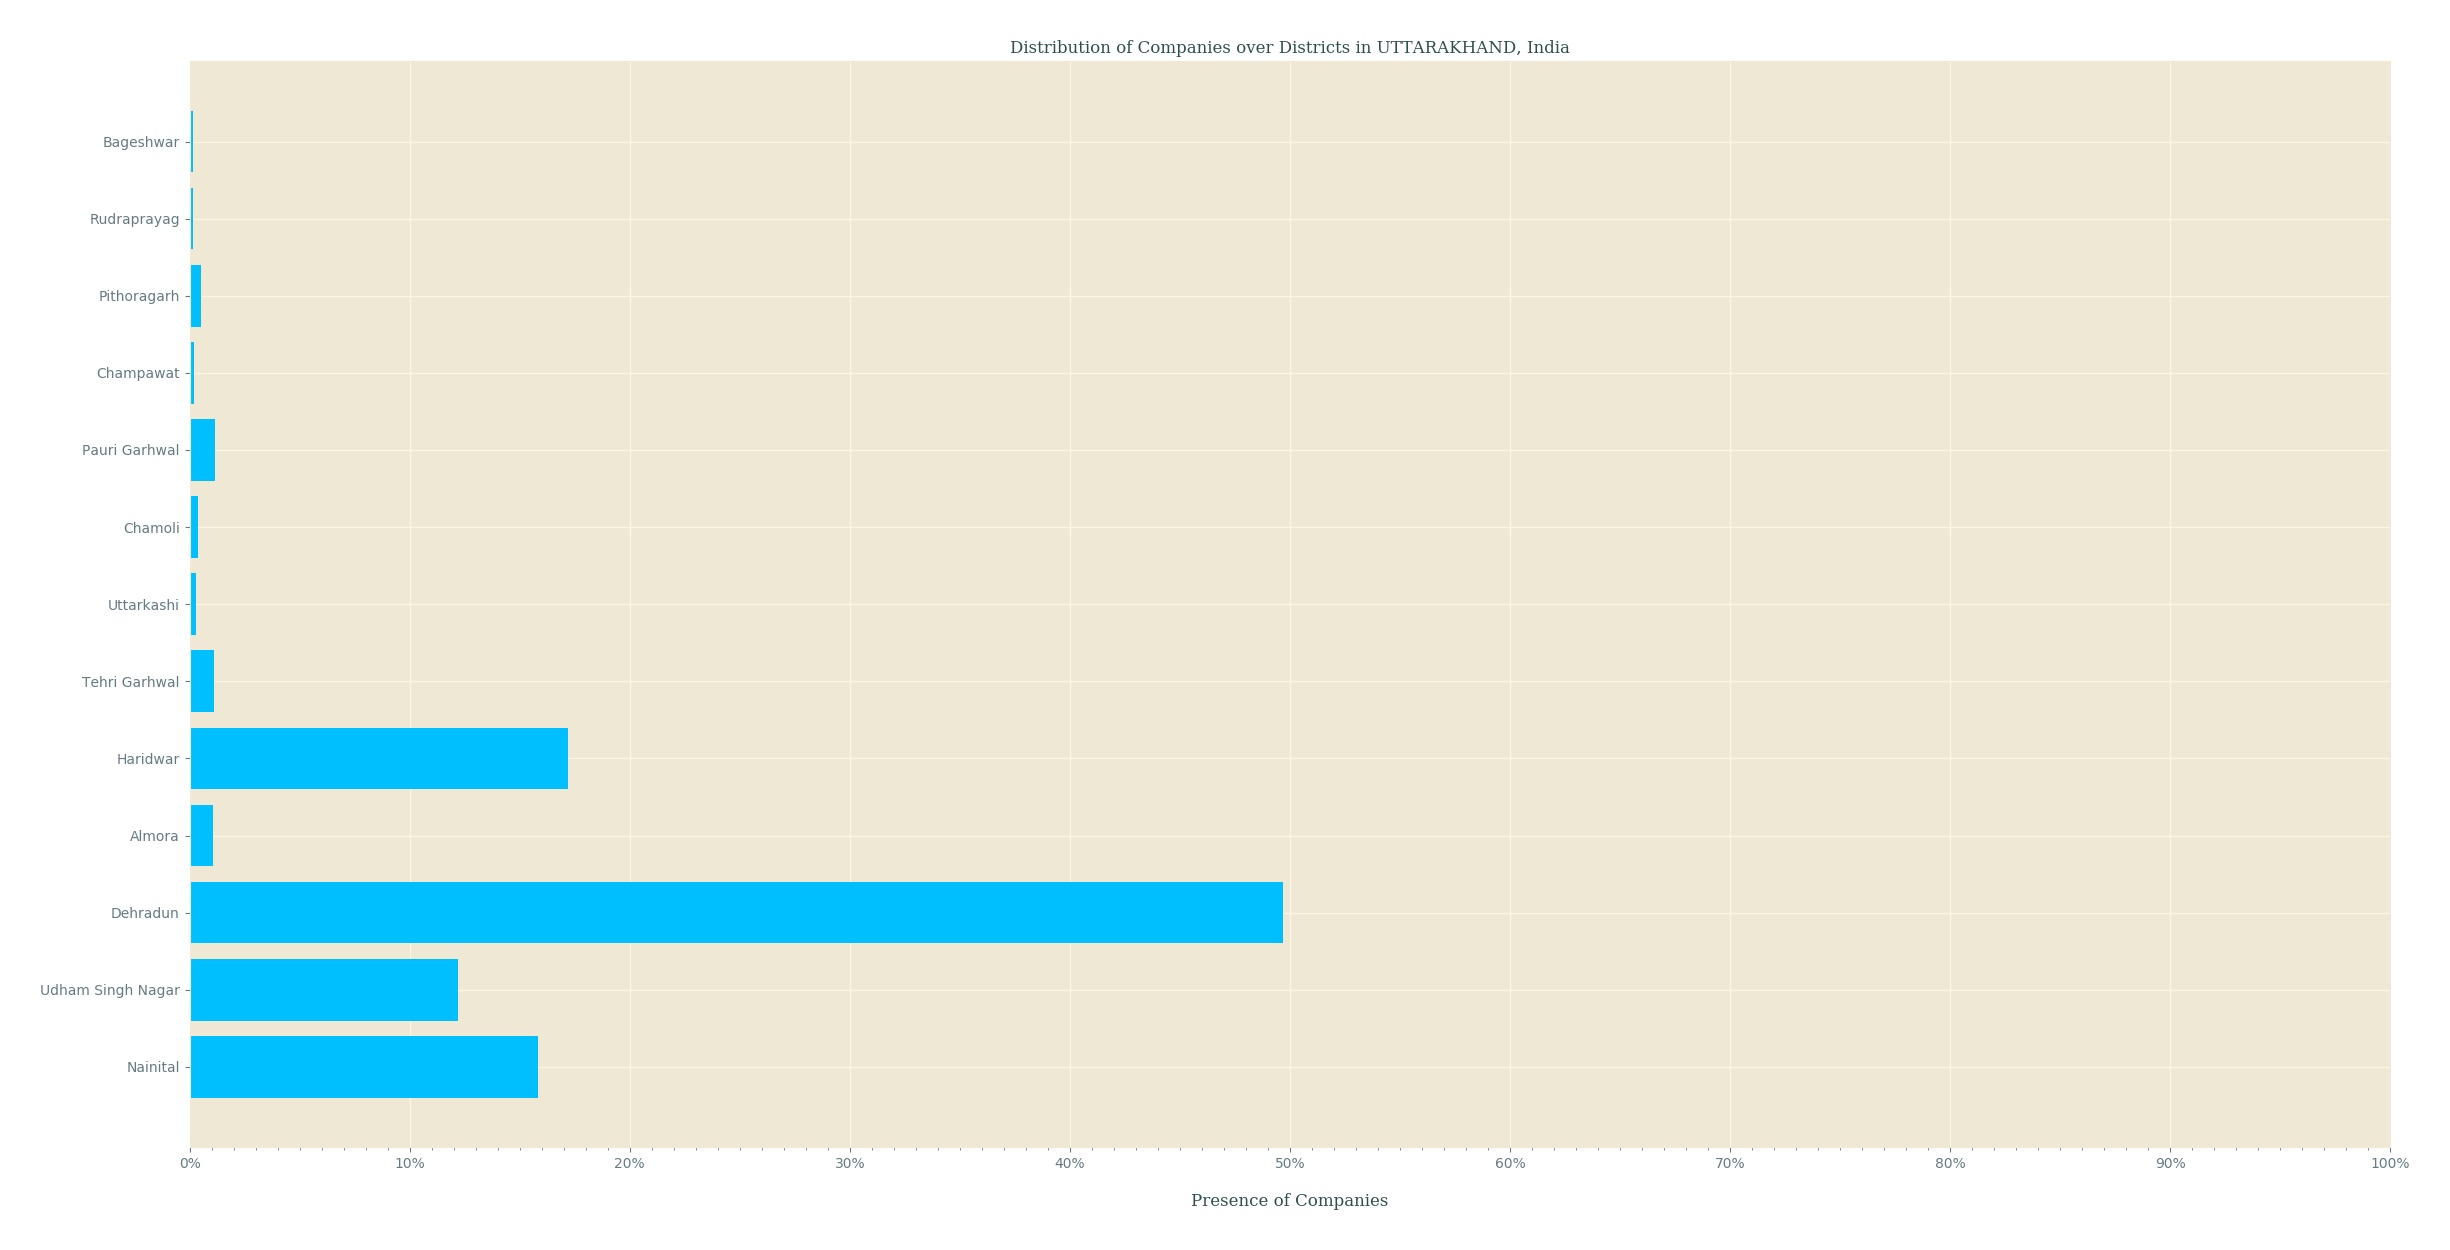 Distribution of Companies over Districts in UTTARAKHAND, India
Bageshwar
Rudraprayag
Pithoragarh
Champawat
Pauri Garhwal
Chamoli
Uttarkashi
Tehri Garhwal
Haridwar
Almora
Dehradun
Udham Singh Nagar
Nainital
0% 10% 20% 30% 40% 50% 60% 70% 80% 90% 100%
Presence of Companies